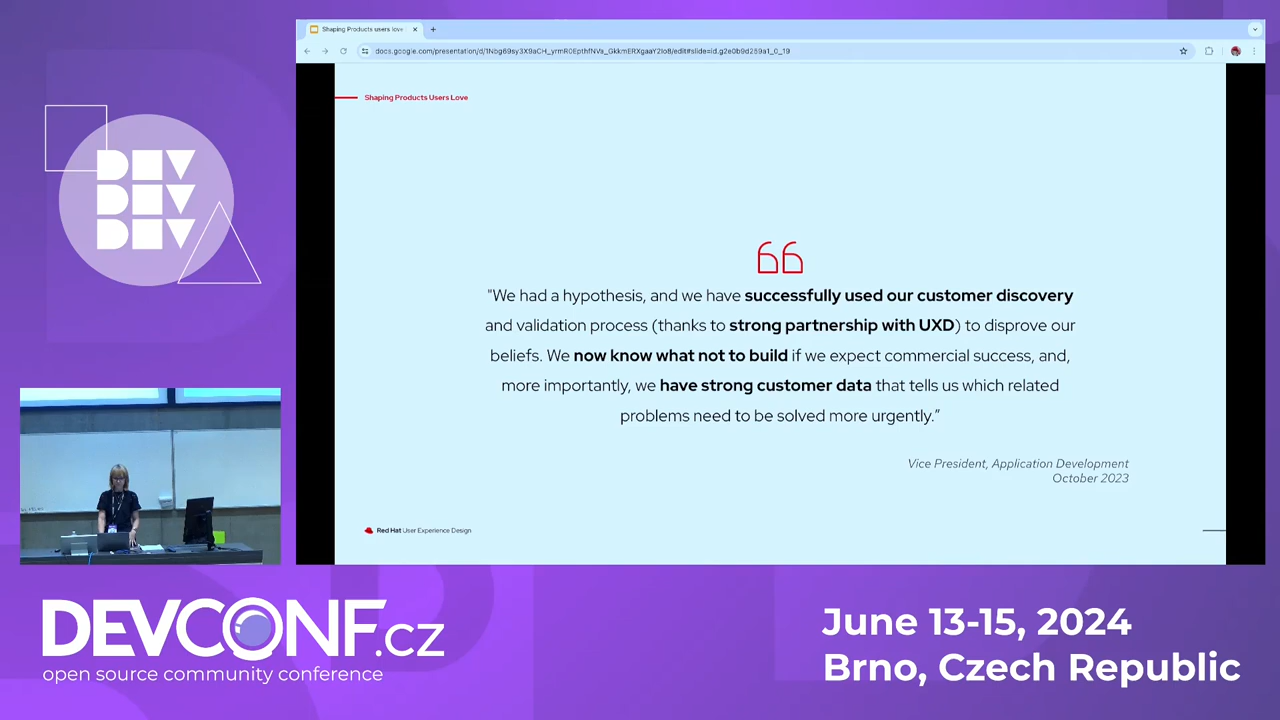 Shaping Products users love
docs.google.com/presentation/d/1Nbg69sy3X9aCH_yrmR0EpthfNVa_GkkmERXgaaY2Io8/edit#slide=id.g2e0b9d259a1_0_19
Shaping Products Users Love
"We had a hypothesis, and we have successfully used our customer discovery
and validation process (thanks to strong partnership with UXD) to disprove our
beliefs. We now know what not to build if we expect commercial success, and,
more importantly, we have strong customer data that tells us which related
problems need to be solved more urgently.”
Vice President, Application Development
October 2023
Red Hat User Experience Design
DEV
DEV
DEV
DEVCONF.cz
open source community conference
June 13-15, 2024
Brno, Czech Republic